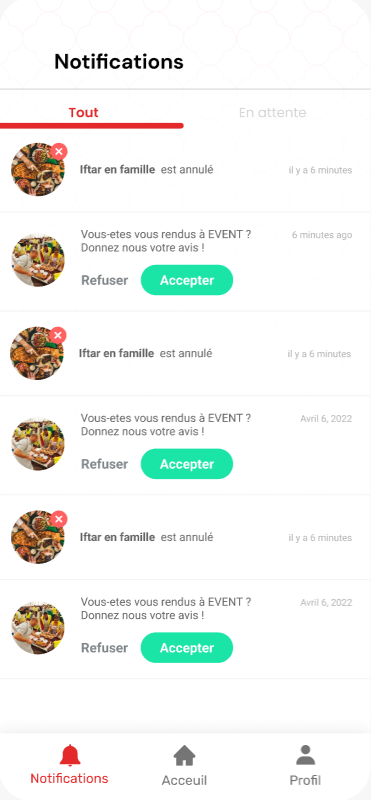 Notifications
Tout
En attente
Iftar en famille est annulé
il y a 6 minutes
Vous-etes vous rendus à EVENT ?
6 minutes ago
Donnez nous votre avis !
Refuser
Accepter
Iftar en famille est annulé
il y a 6 minutes
Vous-etes vous rendus à EVENT ?
Avril 6, 2022
Donnez nous votre avis !
Refuser
Accepter
Iftar en famille est annulé
il y a 6 minutes
Vous-etes vous rendus à EVENT ?
Avril 6, 2022
Donnez nous votre avis !
Refuser
Accepter
Notifications
Acceuil
Profil